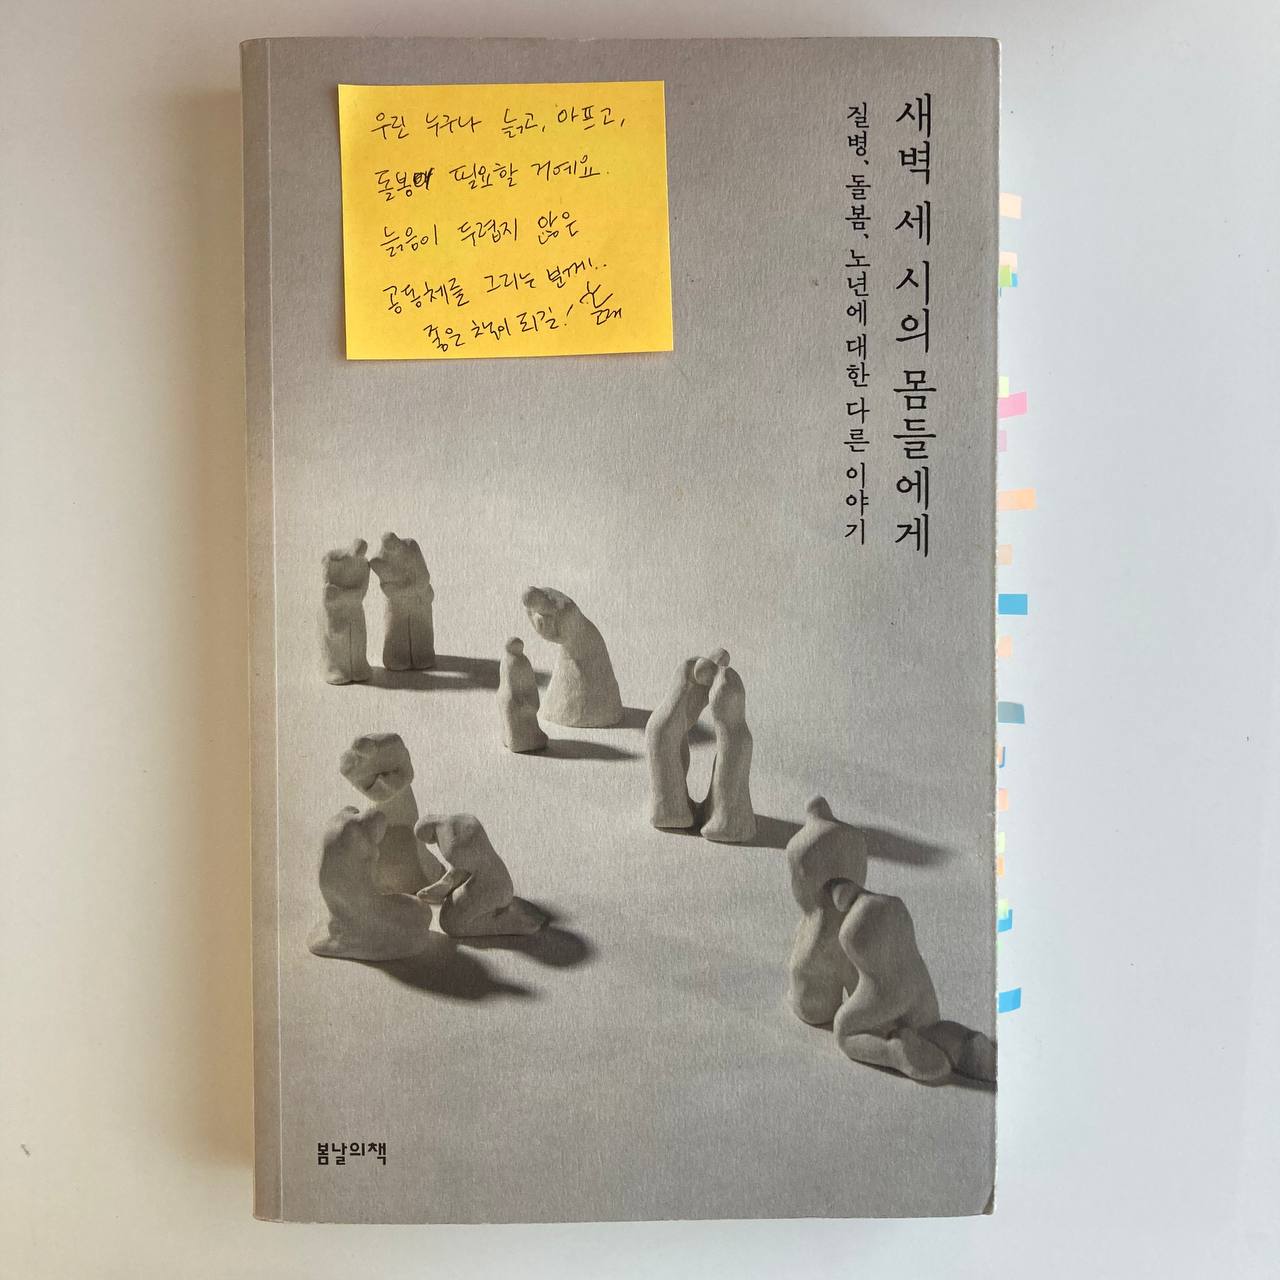 우린 누구나 늙고, 아프고,
돌봄이 필요할 거예요.
늙음이 두렵지 않은
공동체를 그리는 분께..
좋은 책이 되길!
새벽 세 시의 몸들에게
질병, 돌봄, 노년에 대한 다른 이야기
봄날의책